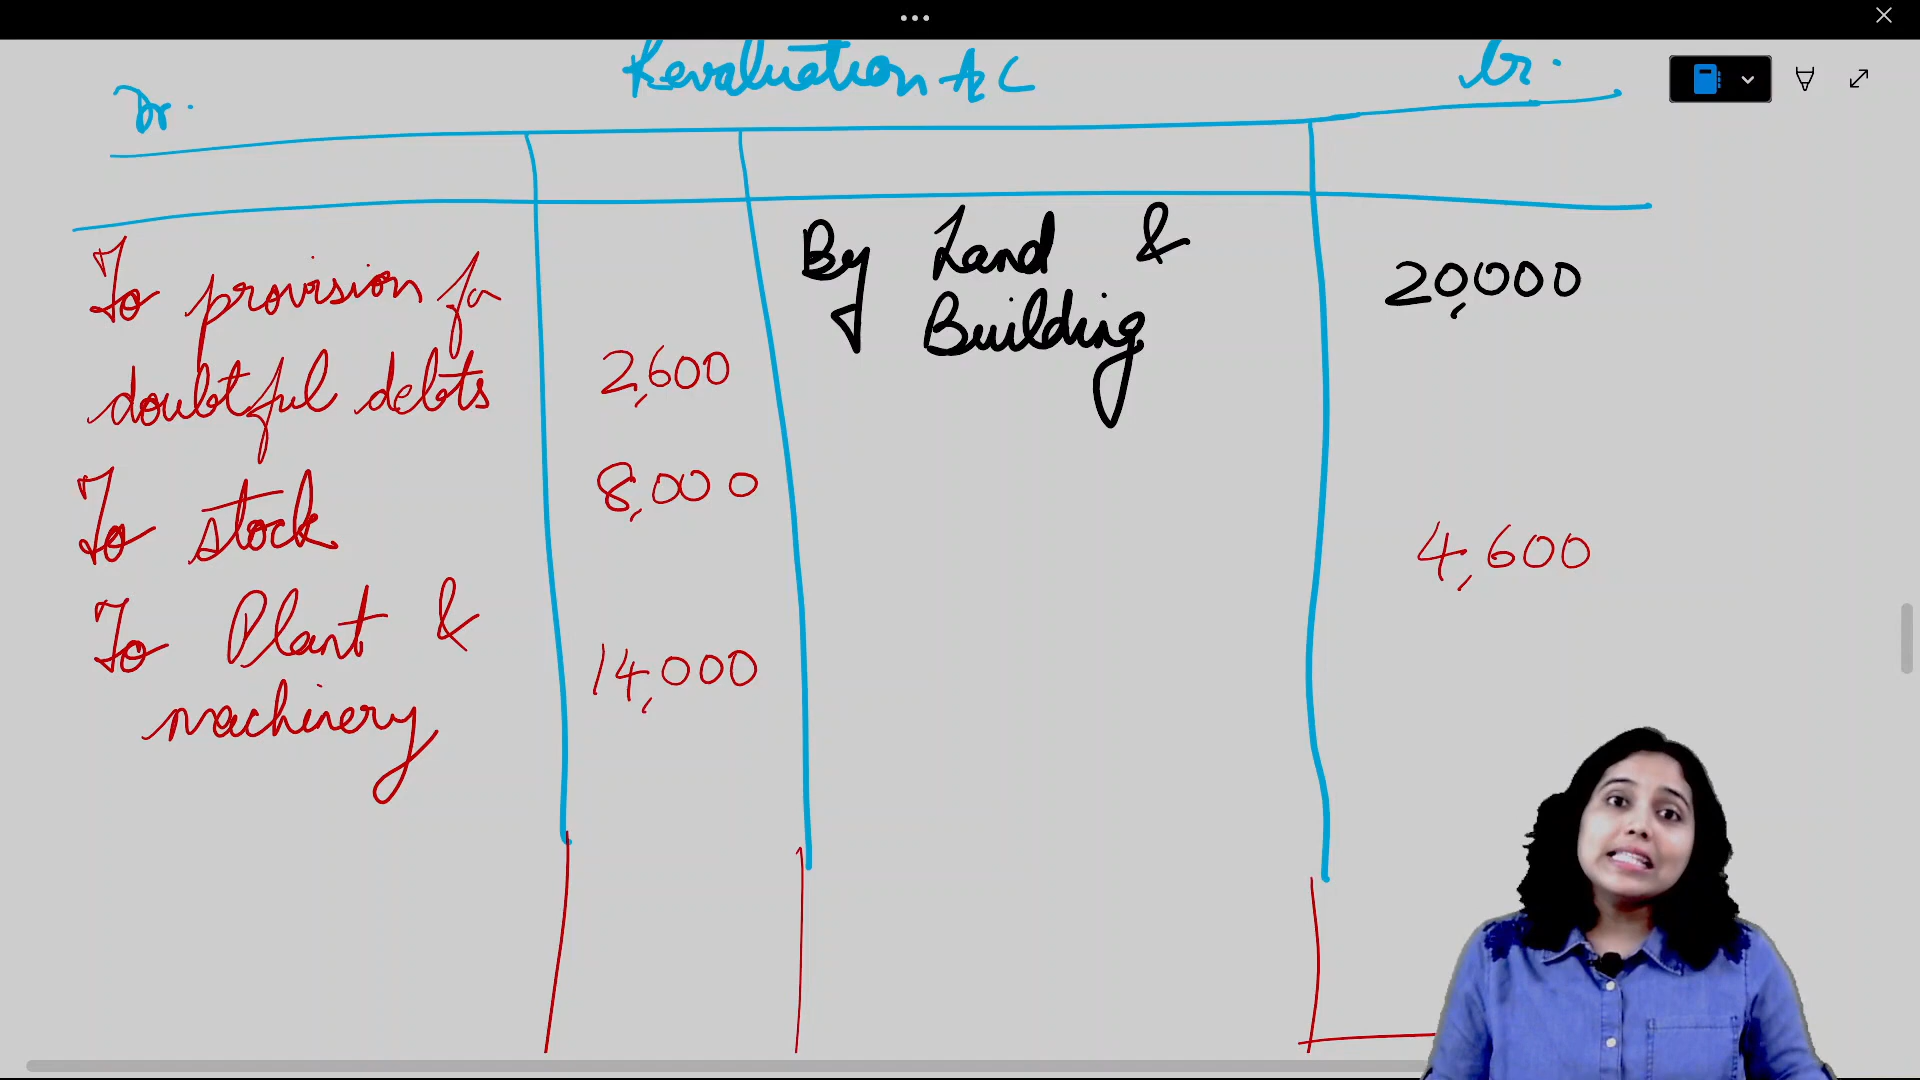 Revaluation A/C
Dr.
Cr.
To provision for
doubtful debts 2,600
To stock 8,000
To Plant &
machinery 14,000
By Land & 20,000
Building
4,600